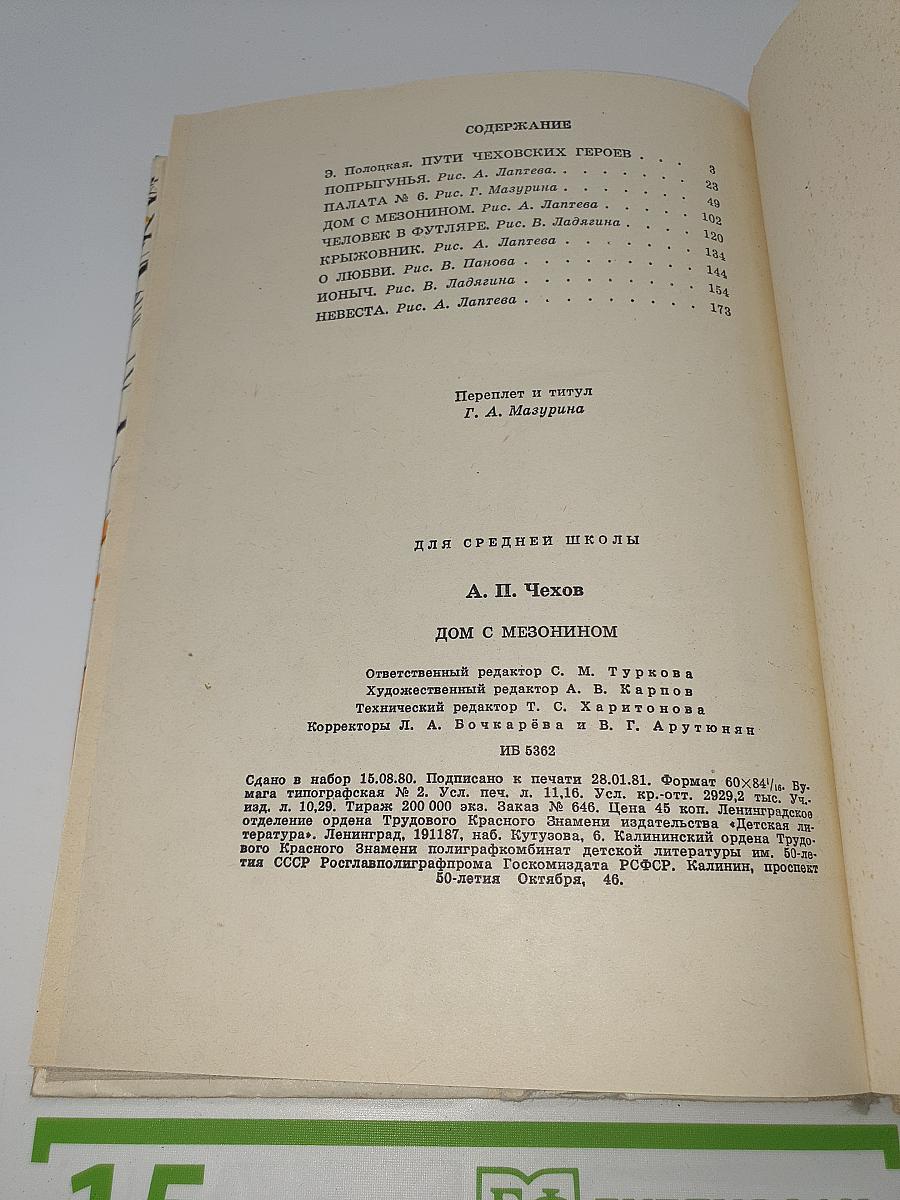 СОДЕРЖАНИЕ
Э. Полоцкая. ПУТИ ЧЕХОВСКИХ ГЕРОЕВ . . . 3
ПОПРЫГУНЬЯ. Рис. А. Лаптева. . . . . . . . 23
ПАЛАТА № 6. Рис. Г. Мазурина . . . . . . . 49
ДОМ С МЕЗОНИНОМ. Рис. А. Лаптева . . . . . 102
ЧЕЛОВЕК В ФУТЛЯРЕ. Рис. В. Ладягина . . . . 120
КРЫЖОВНИК. Рис. А. Лаптева . . . . . . . 134
О ЛЮБВИ. Рис. В. Панова . . . . . . . . 144
ИОНЫЧ. Рис. В. Ладягина . . . . . . . . 154
НЕВЕСТА. Рис. А. Лаптева . . . . . . . . 173
Переплет и титул
Г. А. Мазурина
ДЛЯ СРЕДНЕЙ ШКОЛЫ
А. П. Чехов
ДОМ С МЕЗОНИНОМ
Ответственный редактор С. М. Туркова
Художественный редактор А. В. Карпов
Технический редактор Т. С. Харитонова
Корректоры Л. А. Бочкарёва и В. Г. Арутюнян
ИБ 5362
Сдано в набор 15.08.80. Подписано к печати 28.01.81. Формат 60×84¹/₁₆. Бу-
мага типографская № 2. Усл. печ. л. 11,16. Усл. кр.-отт. 2929,2 тыс. Уч.-
изд. л. 10,29. Тираж 200 000 экз. Заказ № 646. Цена 45 коп. Ленинградское
отделение ордена Трудового Красного Знамени издательства «Детская ли-
тература». Ленинград, 191187, наб. Кутузова, 6. Калининский ордена Трудо-
вого Красного Знамени полиграфкомбинат детской литературы им. 50-ле-
тия СССР Росглавполиграфпрома Госкомиздата РСФСР. Калинин, проспект
50-летия Октября, 46.
15